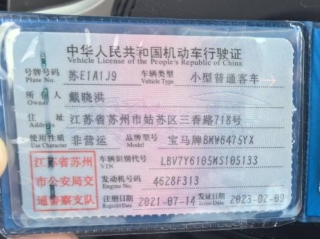 中华人民共和国机动车行驶证
Vehicle License of the People's Republic of China
号牌号码 苏E1A1J9 车辆类型 小型普通客车
Plate No. Vehicle Type
所有人 戴晓洪
Owner
住址 江苏省苏州市姑苏区三香路718号
Address
使用性质 非营运 品牌型号 宝马牌BMW6475YX
Use Character Model
江苏省苏州 车辆识别代号 LBV7Y6105MS105133
VIN
市公安局交 发动机号码 4628F313
Engine No.
通警察支队 注册日期 2021-07-14 发证日期 2023-02-09
Register Date Issue Date